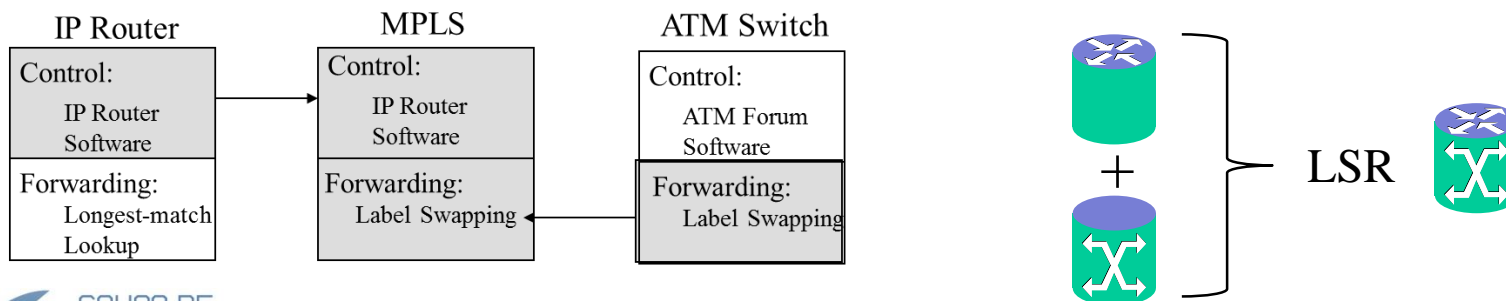 IP Router
Control:
IP Router
Software
Forwarding:
Longest-match
Lookup
MPLS
Control:
IP Router
Software
Forwarding:
Label Swapping
ATM Switch
Control:
ATM Forum
Software
Forwarding:
Label Swapping
+
LSR